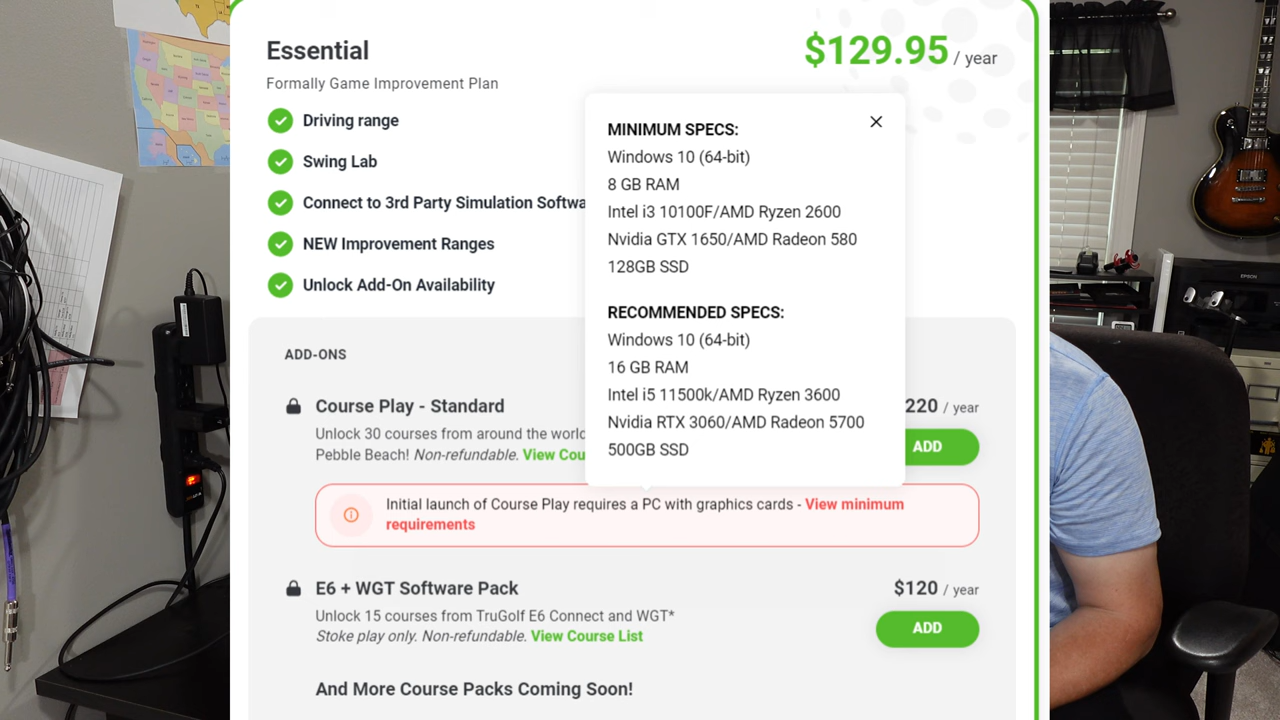 Essential
$129.95 / year
Formally Game Improvement Plan
Driving range
Swing Lab
Connect to 3rd Party Simulation
NEW Improvement Ranges
Unlock Add-On Availability
MINIMUM SPECS:
Windows 10 (64-bit)
8 GB RAM
Intel i3 10100F/AMD Ryzen 2600
Nvidia GTX 1650/AMD Radeon 580
128GB SSD
RECOMMENDED SPECS:
Windows 10 (64-bit)
16 GB RAM
Intel i5 11500k/AMD Ryzen 3600
Nvidia RTX 3060/AMD Radeon 5700
500GB SSD
ADD-ONS
Course Play - Standard
220 / year
Unlock 30 courses from around the world
Pebble Beach! Non-refundable. View
ADD
Initial launch of Course Play requires a PC with graphics cards - View minimum
requirements
E6 + WGT Software Pack
$120 / year
Unlock 15 courses from TruGolf E6 Connect and WGT*
Stoke play only. Non-refundable. View Course List
ADD
And More Course Packs Coming Soon!
EPSON